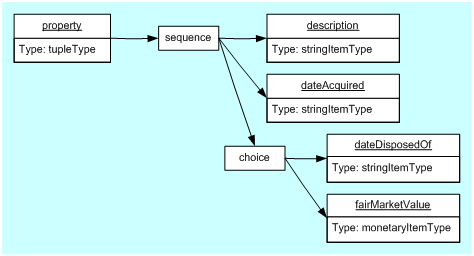 property
Type: tupleType
sequence
description
Type: stringItemType
dateAcquired
Type: stringItemType
choice
dateDisposedOf
Type: stringItemType
fairMarketValue
Type: monetaryItemType